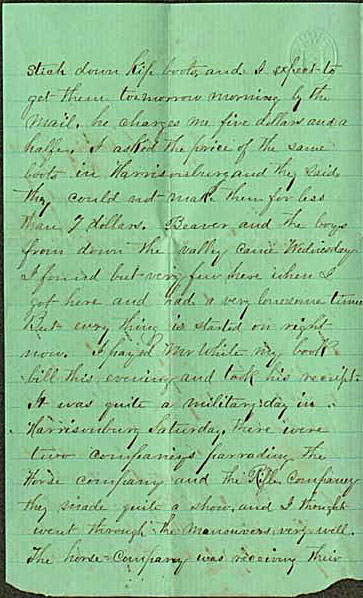 stich down kip boots, and I expect to
get them tomorrow morning by the
mail. he charges me five dollars and a
half. I asked the price of the same
boots in Harrisonburg and they said
they could not make them for less
than 7 dollars. Beaver and the boys
from down the valley came Wednesday
I found but very few here when I
got here and had a very lonesome time
But every thing is started on right
now. I payed Mr White my book
bill this evening and took his receipt.
It was quite a military day in
Harrisonburg Saturday, there were
two companys parrading the
Horse company and the Rifle Company
they made quite a show, and I thought
went through the manouvers very well.
The horse-Company was receiving their